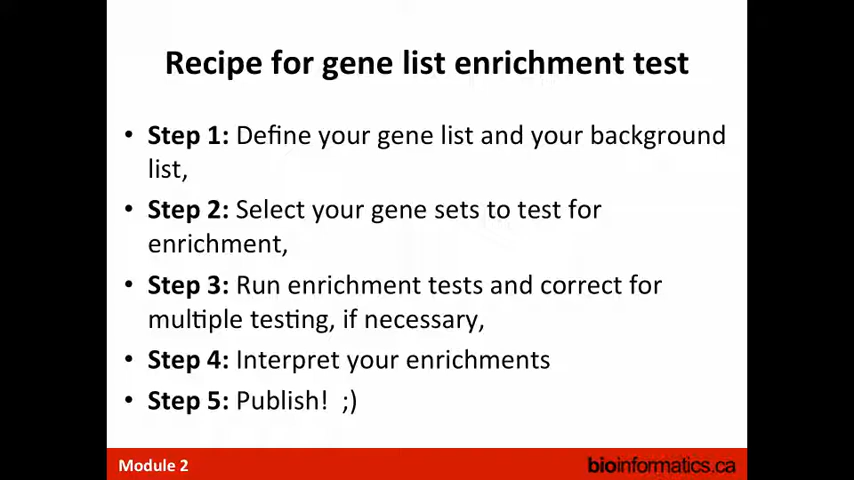 Recipe for gene list enrichment test
• Step 1: Define your gene list and your background
list,
• Step 2: Select your gene sets to test for
enrichment,
• Step 3: Run enrichment tests and correct for
multiple testing, if necessary,
• Step 4: Interpret your enrichments
• Step 5: Publish!  ;)
Module 2
bioinformatics.ca